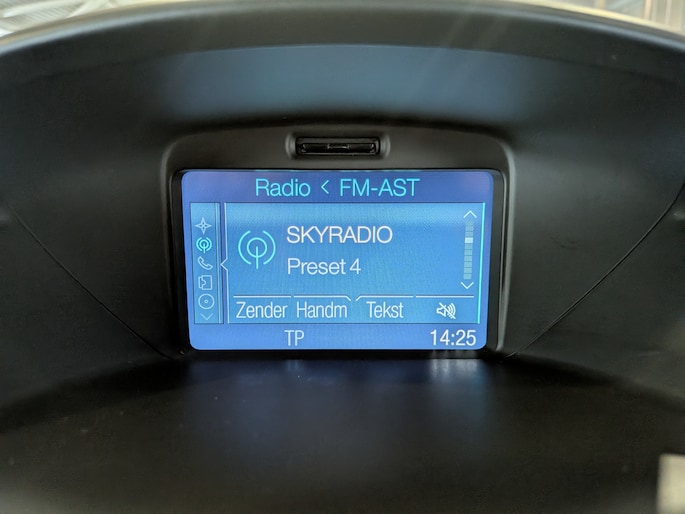 Radio < FM-AST
SKYRADIO
Preset 4
Zender Handm Tekst
TP 14:25